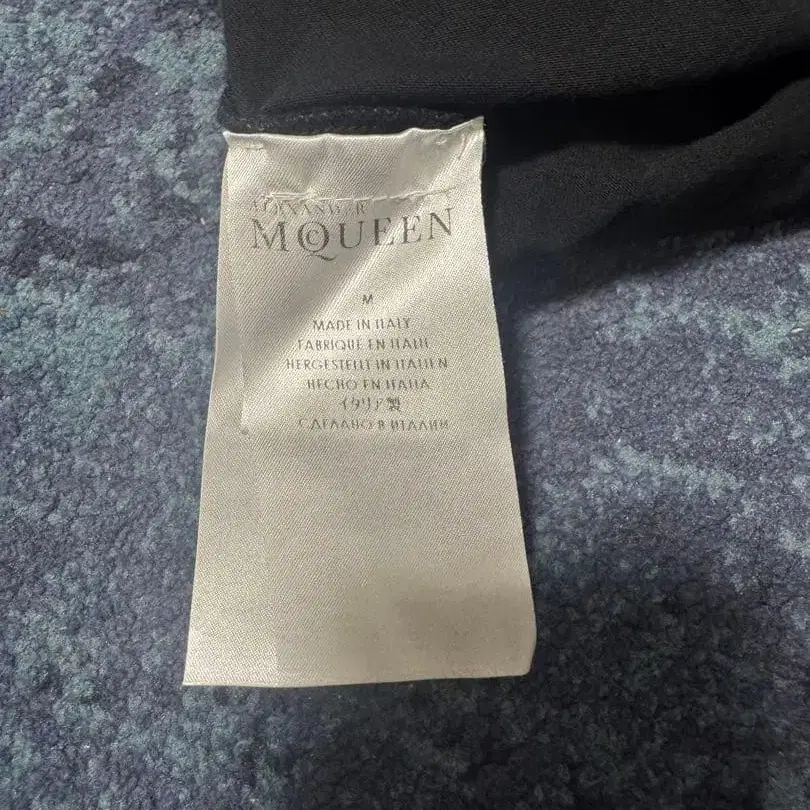 ALEXANDER
MCQUEEN
M
MADE IN ITALY
FABRIQUE EN ITALIE
HERGESTELLT IN ITALIEN
HECHO EN ITALIA
イタリア製
СДЕЛАНО В ИТАЛИИ